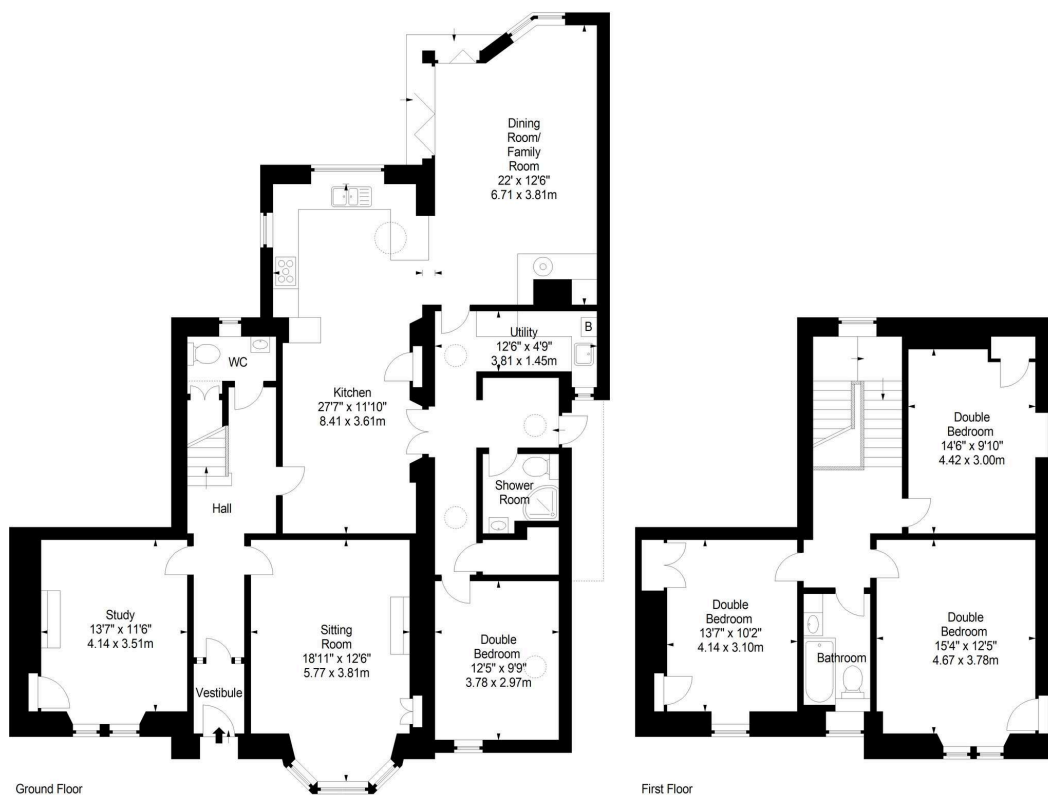 Dining
Room/
Family
Room
22' x 12'6"
6.71 x 3.81m
Utility
12'6" x 4'9"
3.81 x 1.45m
B
WC
Kitchen
27'7" x 11'10"
8.41 x 3.61m
Shower
Room
Hall
Study
13'7" x 11'6"
4.14 x 3.51m
Sitting
Room
18'11" x 12'6"
5.77 x 3.81m
Double
Bedroom
12'5" x 9'9"
3.78 x 2.97m
Vestibule
Ground Floor
Double
Bedroom
14'6" x 9'10"
4.42 x 3.00m
Double
Bedroom
13'7" x 10'2"
4.14 x 3.10m
Bathroom
Double
Bedroom
15'4" x 12'5"
4.67 x 3.78m
First Floor